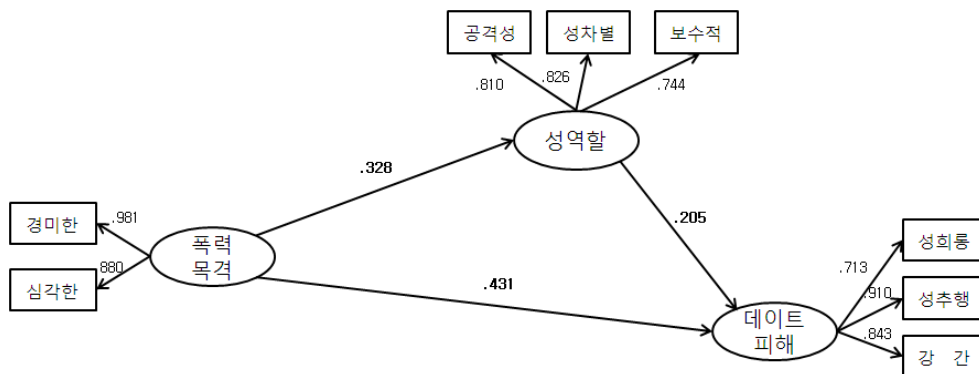 공격성
성차별
보수적
.810
.826
.744
성역할
.328
.205
경미한
.981
폭력
목격
심각한
880
.431
성희롱
.713
.910
성추행
데이트
피해
.843
강 간